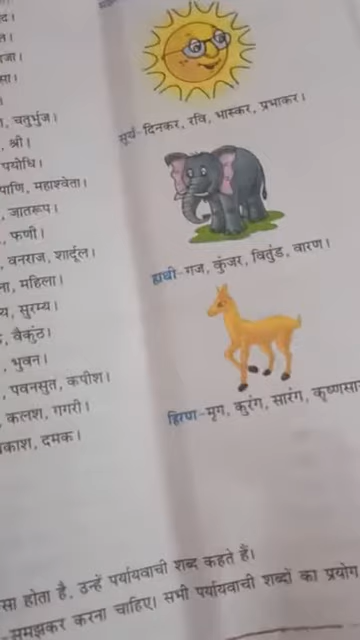 जा।
सा।
, चतुर्भुज।
, श्री।
पयोधि।
पाणि, महाश्वेता।
, जातरूप।
, फणी।
, वनराज, शार्दूल।
ना, महिला।
य, सुरम्य।
, वैकुंठ।
, भुवन।
, पवनसुत, कपीश।
, कलश, गगरी।
काश, दमक।
सूर्य-दिनकर, रवि, भास्कर, प्रभाकर।
हाथी-गज, कुंजर, वितुंड, वारण।
हिरण-मृग, कुरंग, सारंग, कृष्णसार
सा होता है, उन्हें पर्यायवाची शब्द कहते हैं।
समझकर करना चाहिए। सभी पर्यायवाची शब्दों का प्रयोग